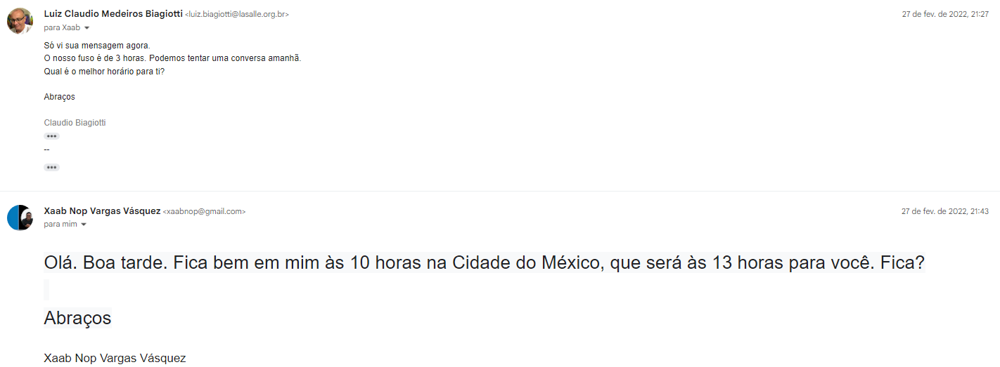 Luiz Claudio Medeiros Biagiotti <luiz.biagiotti@lasalle.org.br> 27 de fev. de 2022, 21:27
para Xaab
Só vi sua mensagem agora.
O nosso fuso é de 3 horas. Podemos tentar uma conversa amanhã.
Qual é o melhor horário para ti?
Abraços
Claudio Biagiotti
--
Xaab Nop Vargas Vásquez <xaabnop@gmail.com> 27 de fev. de 2022, 21:43
para mim
Olá. Boa tarde. Fica bem em mim às 10 horas na Cidade do México, que será às 13 horas para você. Fica?
Abraços
Xaab Nop Vargas Vásquez